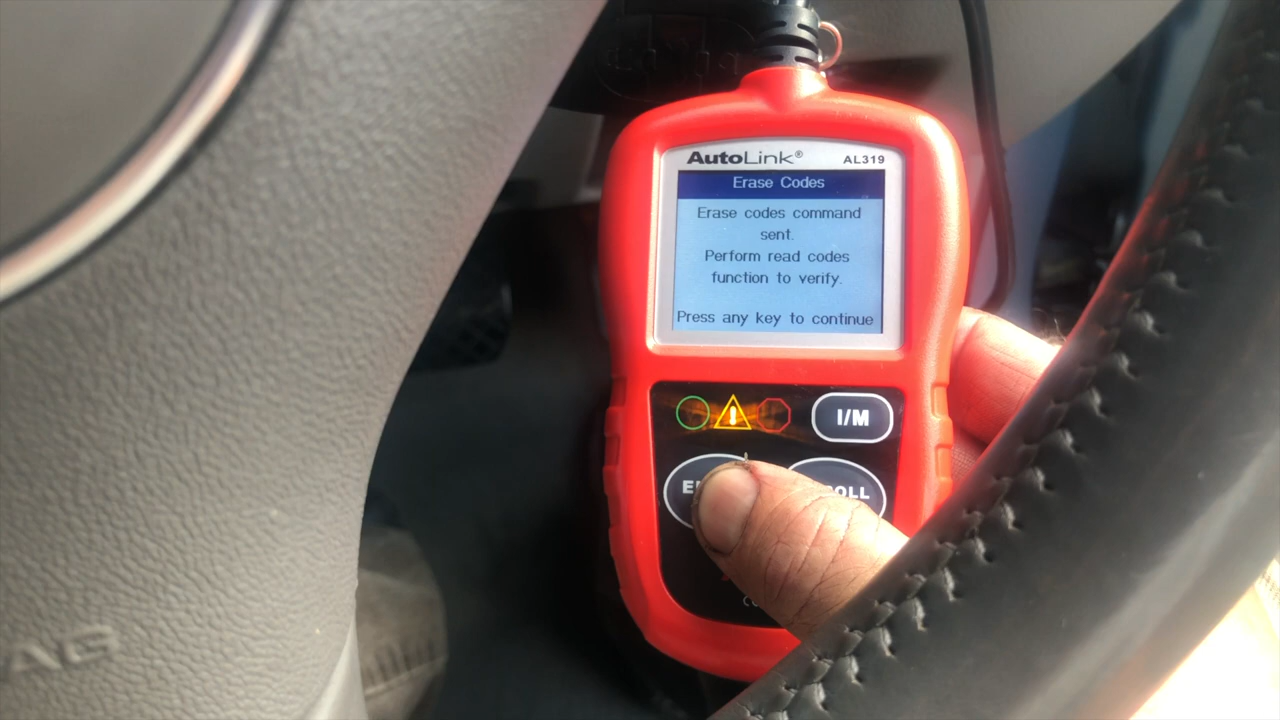 AutoLink® AL319
Erase Codes
Erase codes command
sent.
Perform read codes
function to verify.
Press any key to continue
I/M